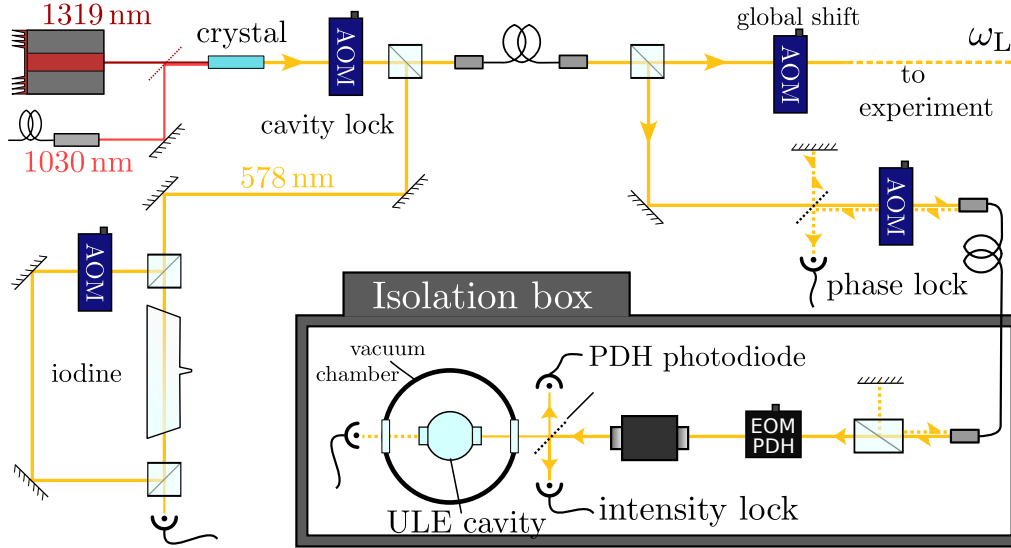 1319 nm
crystal
AOM
cavity lock
global shift
AOM
ω_L
to
experiment
1030 nm
578 nm
AOM
phase lock
AOM
iodine
Isolation box
vacuum
chamber
PDH photodiode
EOM
PDH
ULE cavity
intensity lock